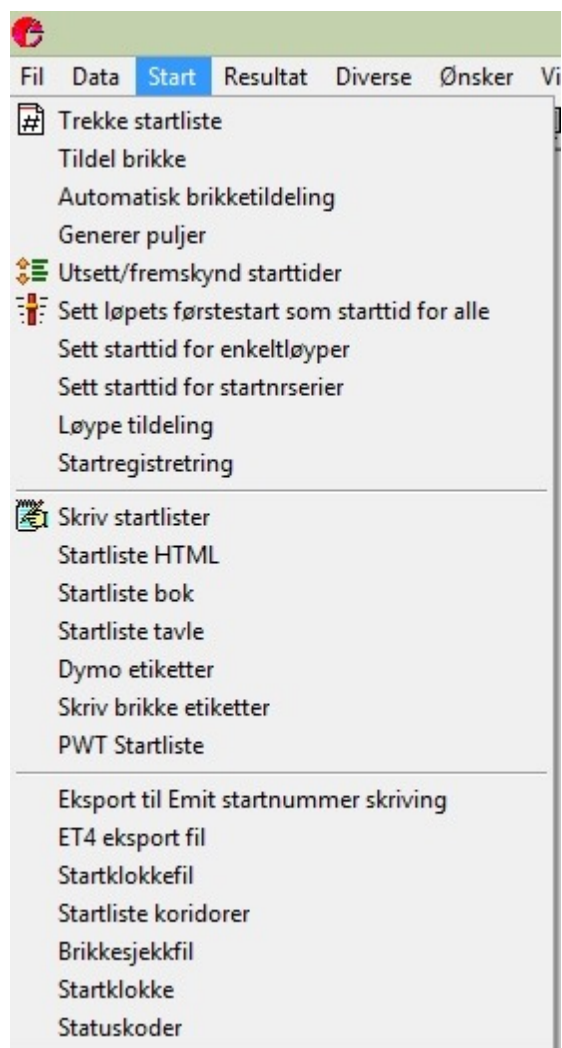 Fil Data Start Resultat Diverse Ønsker Vi
Trekke startliste
Tildel brikke
Automatisk brikketildeling
Generer puljer
Utsett/fremskynd starttider
Sett løpets førstestart som starttid for alle
Sett starttid for enkeltløyper
Sett starttid for startnrserier
Løype tildeling
Startregistretring
Skriv startlister
Startliste HTML
Startliste bok
Startliste tavle
Dymo etiketter
Skriv brikke etiketter
PWT Startliste
Eksport til Emit startnummer skriving
ET4 eksport fil
Startklokkefil
Startliste koridorer
Brikkesjekkfil
Startklokke
Statuskoder